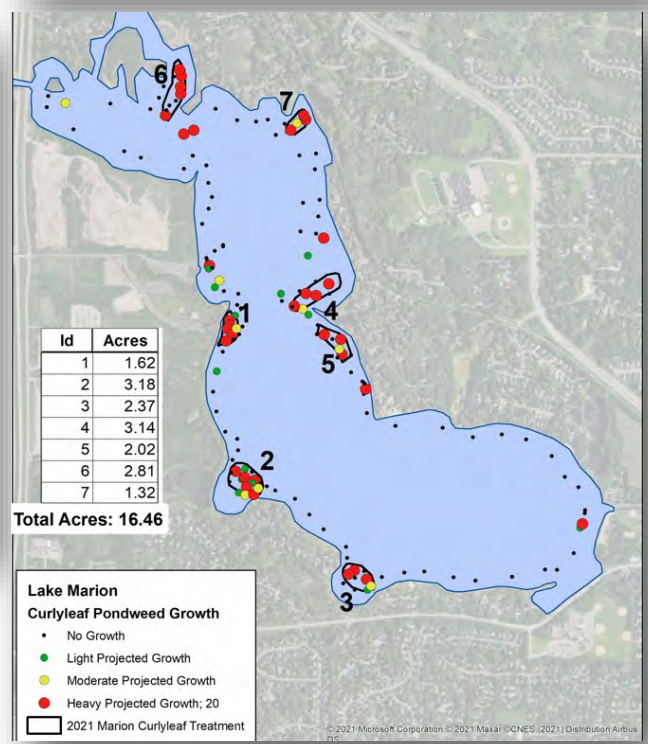 6
7
4
1
5
Id Acres
1 1.62
2 3.18
3 2.37
4 3.14
5 2.02
6 2.81
7 1.32
Total Acres: 16.46
2
3
Lake Marion
Curlyleaf Pondweed Growth
No Growth
Light Projected Growth
Moderate Projected Growth
Heavy Projected Growth; 20
2021 Marion Curlyleaf Treatment
© 2021 Microsoft Corporation © 2021 Maxar ©CNES (2021) Distribution Airbus
DS